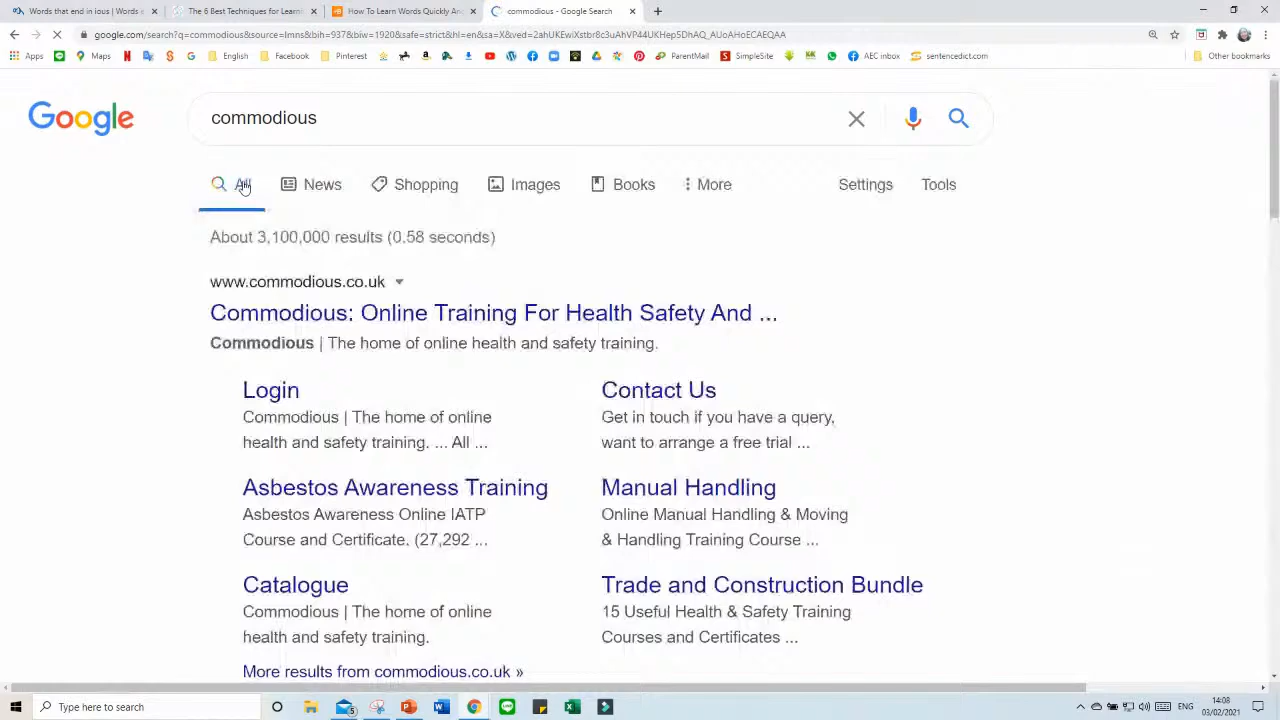 Words that end in ious | Words e
The 6 Best Techniques for Learni
How To Learn Words Quickly An
commodious - Google Search
google.com/search?q=commodious&source=lmns&bih=937&biw=1920&safe=strict&hl=en&sa=X&ved=2ahUKEwiXstbr8c3uAhVP44UKHep5DhAQ_AUoAHoECAEQAA
Apps Maps English Facebook Pinterest ParentMail SimpleSite AEC inbox sentencedict.com Other bookmarks
Google
commodious
All News Shopping Images Books More Settings Tools
About 3,100,000 results (0.58 seconds)
www.commodious.co.uk
Commodious: Online Training For Health Safety And ...
Commodious | The home of online health and safety training.
Login
Commodious | The home of online
health and safety training. ... All ...
Contact Us
Get in touch if you have a query,
want to arrange a free trial ...
Asbestos Awareness Training
Asbestos Awareness Online IATP
Course and Certificate. (27,292 ...
Manual Handling
Online Manual Handling & Moving
& Handling Training Course ...
Catalogue
Commodious | The home of online
health and safety training.
Trade and Construction Bundle
15 Useful Health & Safety Training
Courses and Certificates ...
More results from commodious.co.uk »
Type here to search
ENG
14:08
03/02/2021